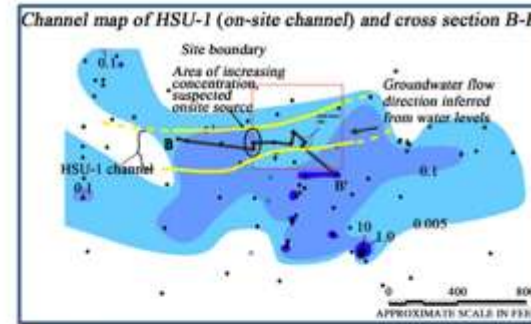 Channel map of HSU-1 (on-site channel) and cross section B-B
Site boundary
0.1
Area of increasing
concentration,
suspected
onsite source
Groundwater flow
direction inferred
from water levels
B
HSU-1 channel
B'
0.1
0.1
10
1.0
0.005
0 400 800
APPROXIMATE SCALE IN FEE